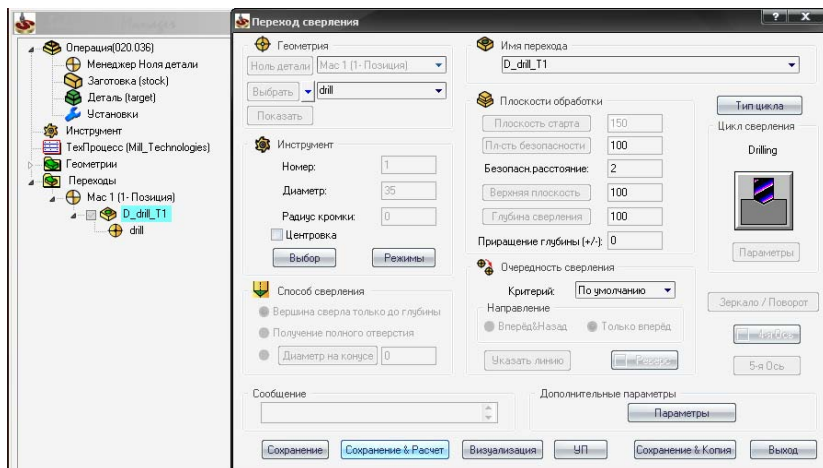 Операция(020.036)
Менеджер Ноля детали
Заготовка (stock)
Деталь (target)
Установки
Инструмент
ТехПроцесс (Mill_Technologies)
Геометрии
Переходы
Mac 1 (1- Позиция)
D_drill_T1
drill
Переход сверления
Геометрия
Ноль детали Mac 1 (1- Позиция)
Выбрать drill
Показать
Инструмент
Номер: 1
Диаметр: 35
Радиус кромки: 0
Центровка
Выбор Режимы
Способ сверления
Вершина сверла только до глубины
Получение полного отверстия
Диаметр на конусе 0
Имя перехода
D_drill_T1
Плоскости обработки
Плоскость старта 150
Пл-сть безопасности 100
Безопасн.расстояние: 2
Верхняя плоскость 100
Глубина сверления 100
Приращение глубины (+/-): 0
Очередность сверления
Критерий: По умолчанию
Направление
Вперёд&Назад Только вперёд
Указать линию Реверс
Тип цикла
Цикл сверления
Drilling
Параметры
Зеркало / Поворот
4-я Ось
5-я Ось
Сообщение
Дополнительные параметры
Параметры
Сохранение Сохранение & Расчет Визуализация УП Сохранение & Копия Выход